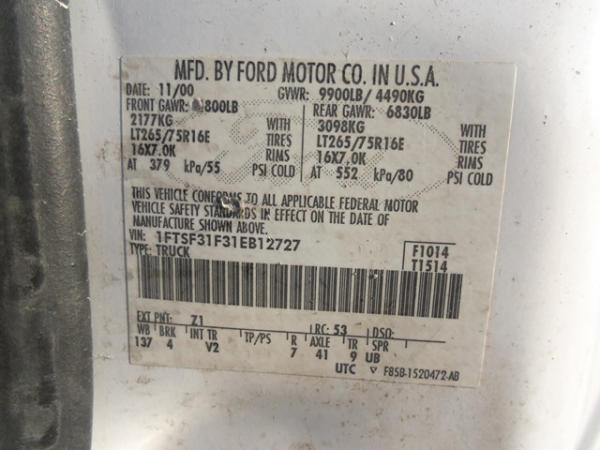 MFD. BY FORD MOTOR CO. IN U.S.A.
DATE: 11/00 GVWR: 9900LB/ 4490KG
FRONT GAWR: 800LB REAR GAWR: 6830LB
2177KG WITH 3098KG WITH
LT265/75R16E TIRES LT265/75R16E TIRES
16X7.0K RIMS 16X7.0K RIMS
AT 379 kPa/55 PSI COLD AT 552 kPa/80 PSI COLD
THIS VEHICLE CONFORMS TO ALL APPLICABLE FEDERAL MOTOR
VEHICLE SAFETY STANDARDS IN EFFECT ON THE DATE OF
MANUFACTURE SHOWN ABOVE.
VIN: 1FTSF31F31EB12727 F1014
TYPE: TRUCK T1514
EXT PNT: Z1 RC: 53 DSO:
WB BRK INT TR TP/PS R AXLE TR SPR
137 4 V2 7 41 9 UB
UTC ▽ F85B-1520472-AB